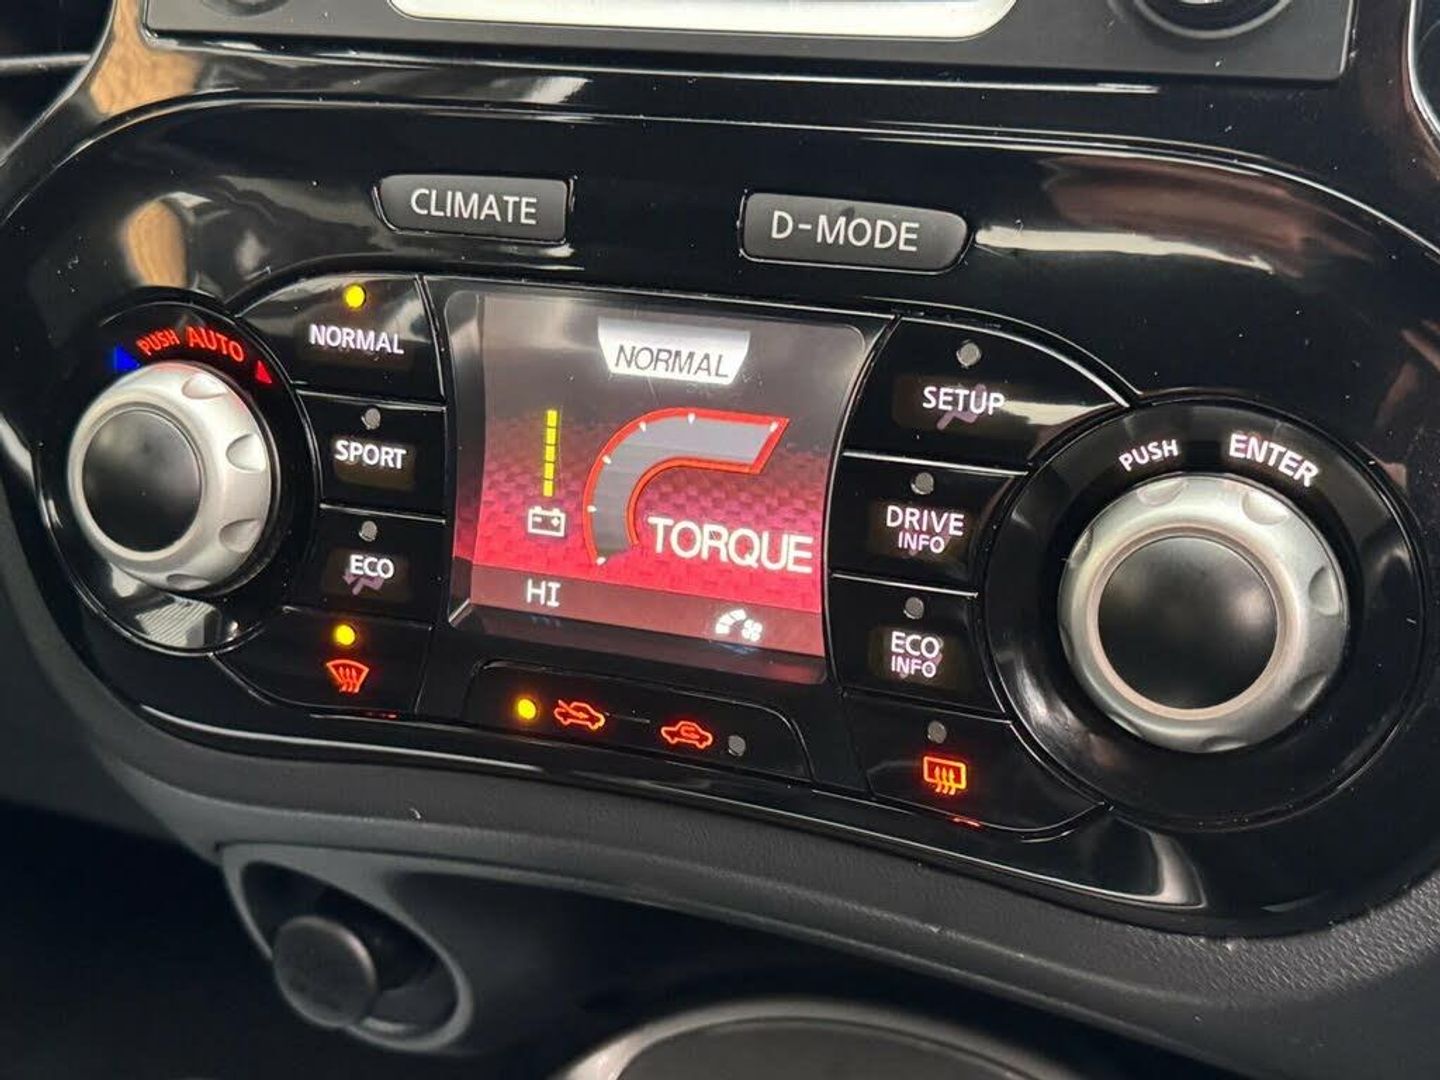 CLIMATE
D-MODE
PUSH AUTO
NORMAL
SPORT
ECO
NORMAL
TORQUE
HI
SETUP
DRIVE
INFO
ECO
INFO
PUSH ENTER